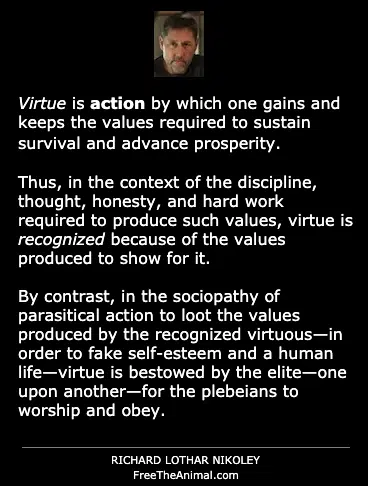 Virtue is action by which one gains and
keeps the values required to sustain
survival and advance prosperity.
Thus, in the context of the discipline,
thought, honesty, and hard work
required to produce such values, virtue is
recognized because of the values
produced to show for it.
By contrast, in the sociopathy of
parasitical action to loot the values
produced by the recognized virtuous—in
order to fake self-esteem and a human
life—virtue is bestowed by the elite—one
upon another—for the plebeians to
worship and obey.
RICHARD LOTHAR NIKOLEY
FreeTheAnimal.com